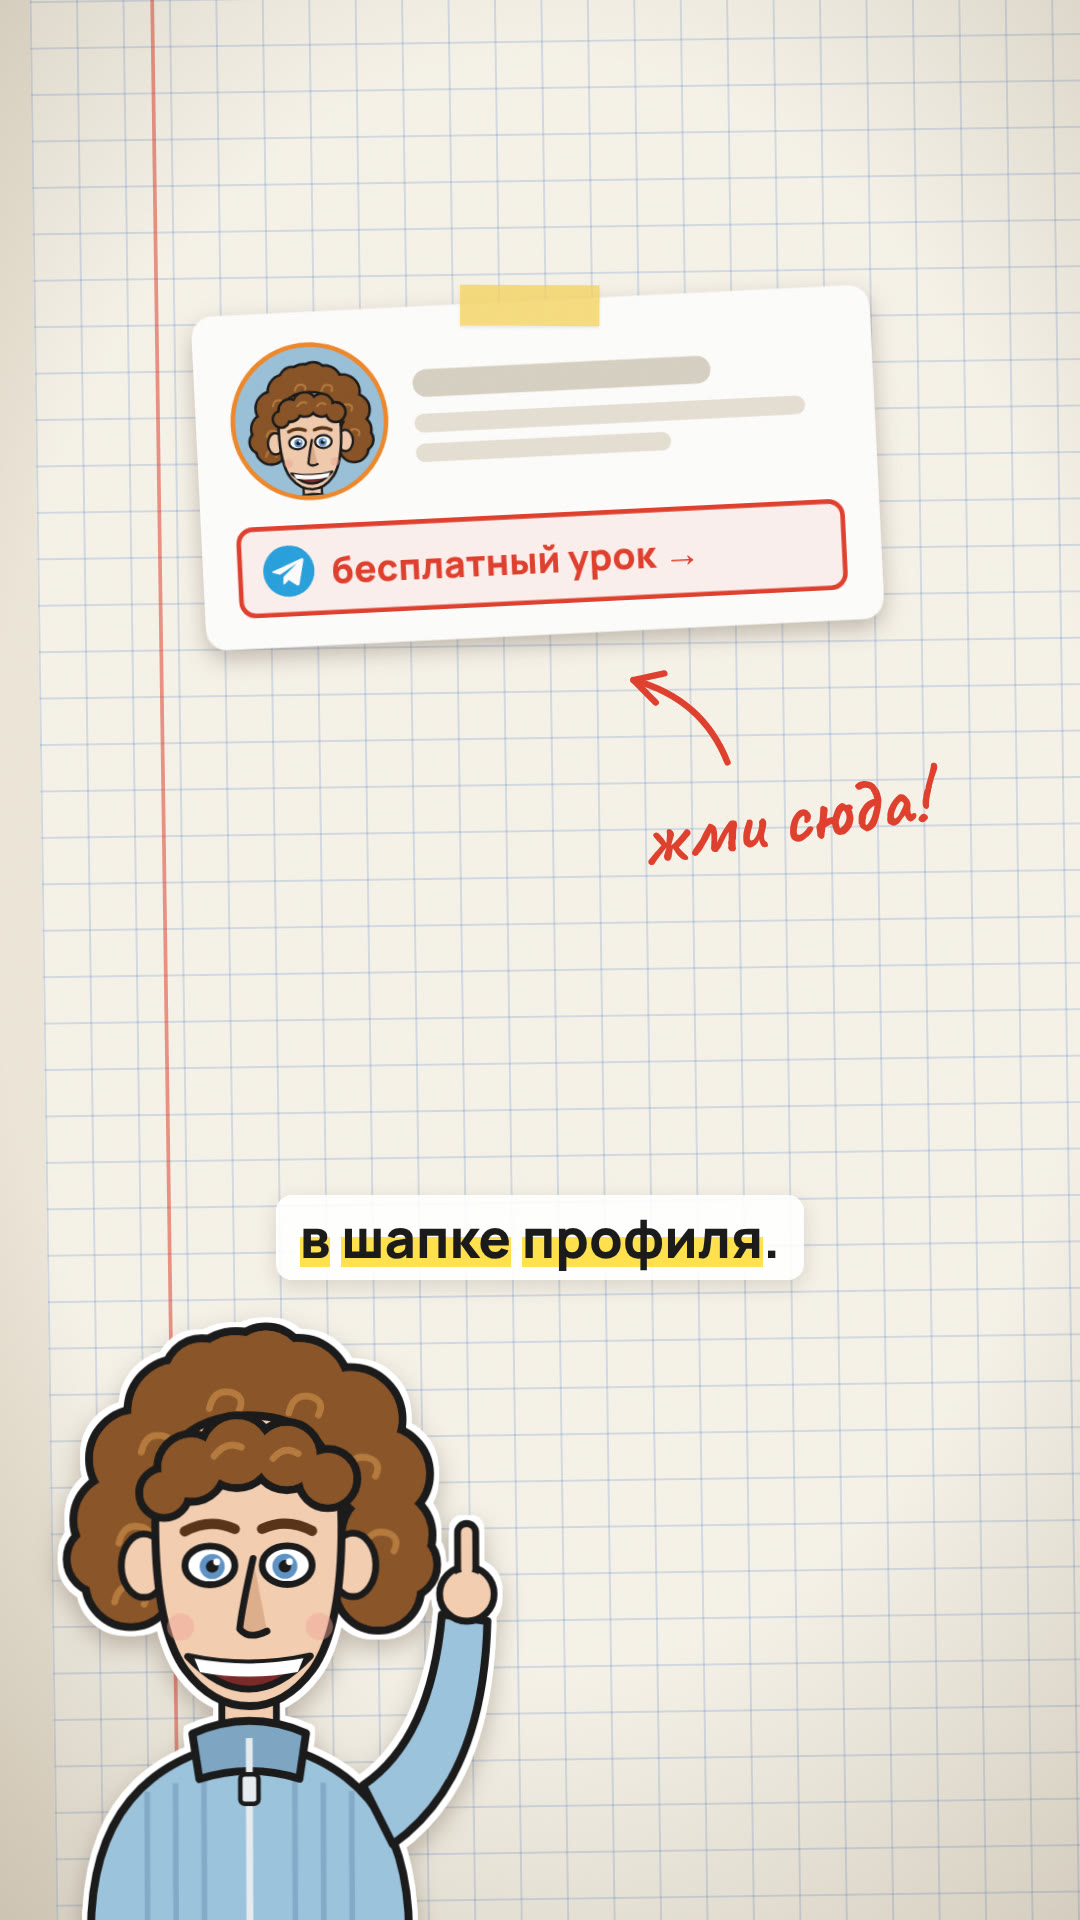 бесплатный урок →
жми сюда!
в шапке профиля.